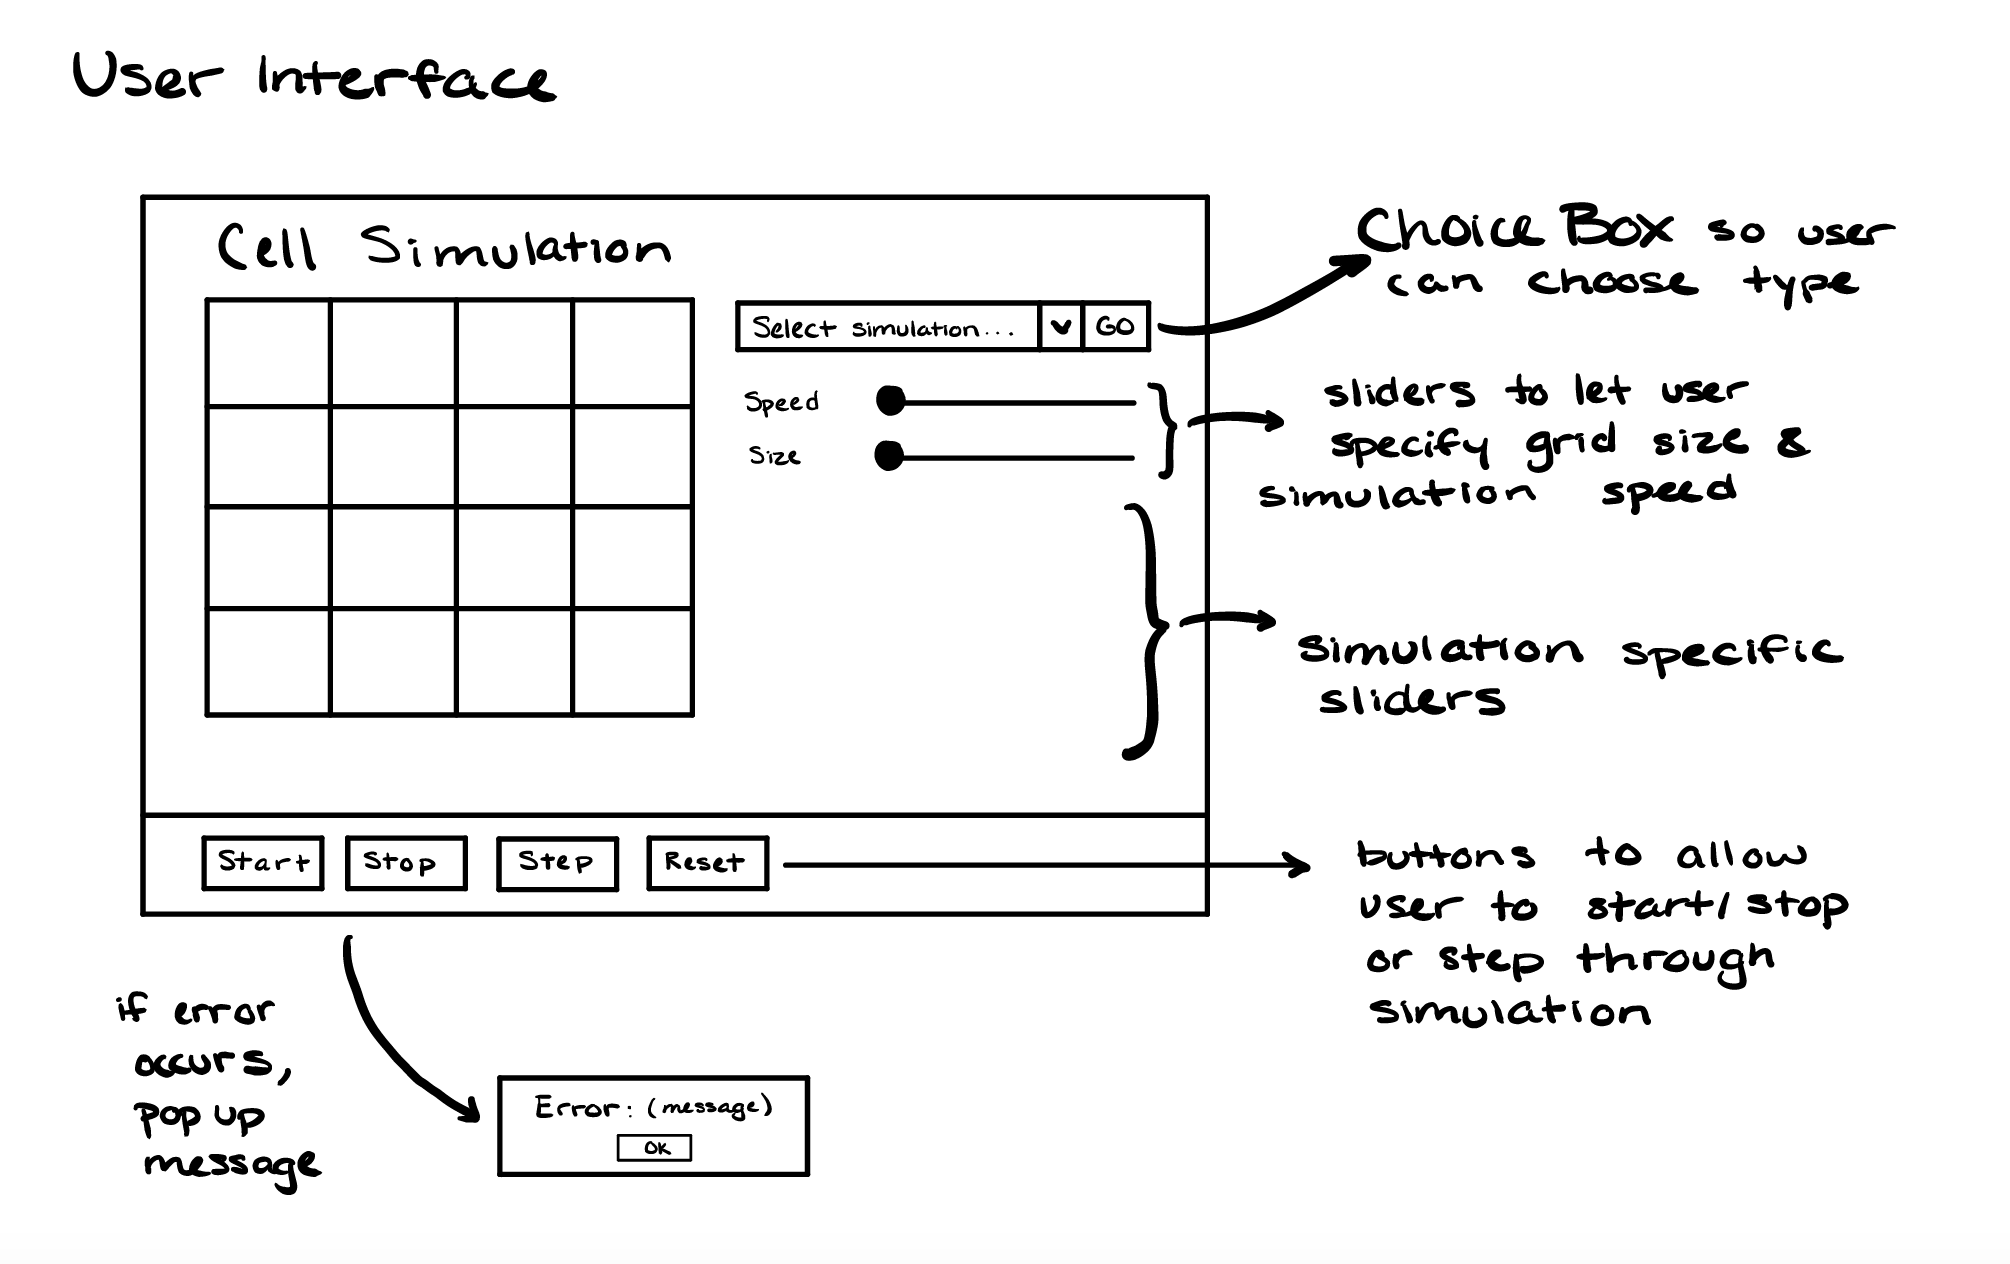 User Interface
Cell Simulation
Select simulation... v GO
Speed
Size
Start Stop Step Reset
Choice Box so user
can choose type
sliders to let user
specify grid size &
simulation speed
simulation specific
sliders
buttons to allow
user to start/stop
or step through
simulation
if error
occurs,
pop up
message
Error: (message)
OK